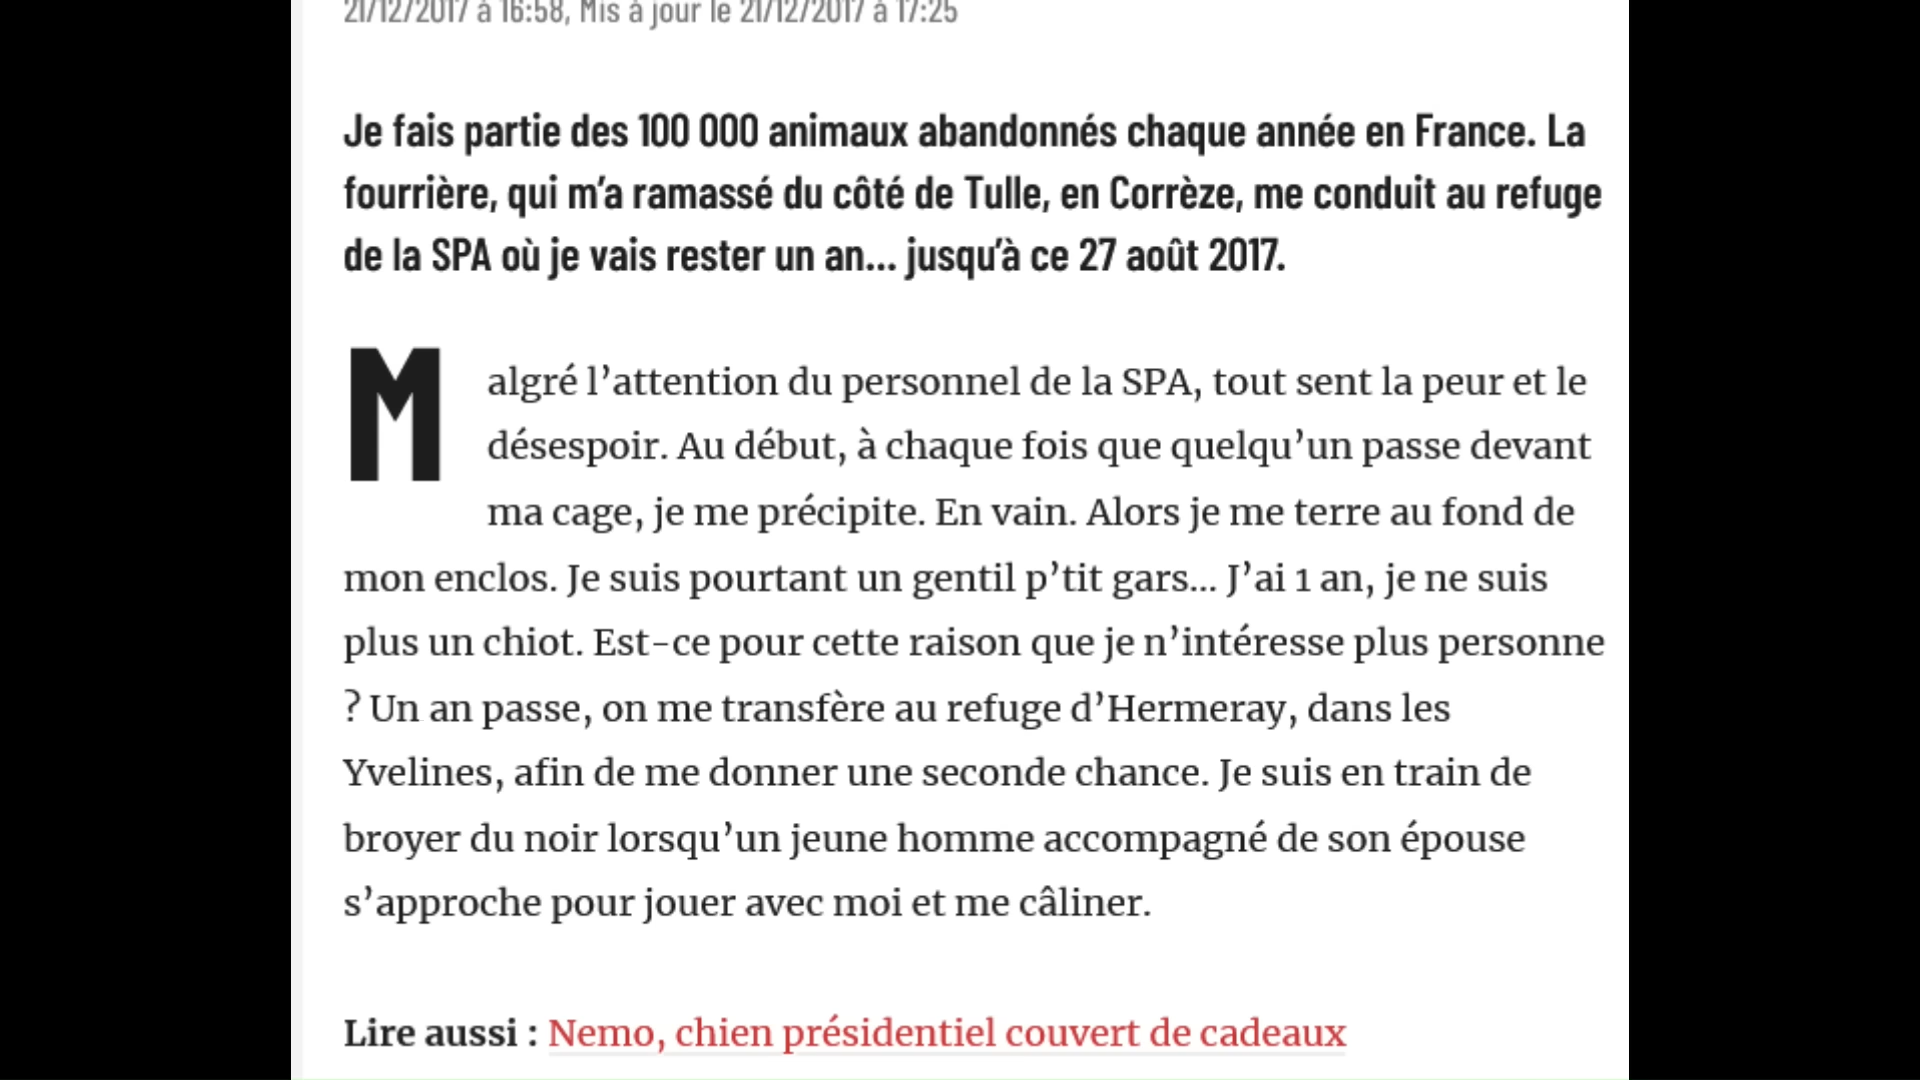 21/12/2017 à 16:58, Mis à jour le 21/12/2017 à 17:25
Je fais partie des 100 000 animaux abandonnés chaque année en France. La
fourrière, qui m’a ramassé du côté de Tulle, en Corrèze, me conduit au refuge
de la SPA où je vais rester un an... jusqu’à ce 27 août 2017.
Malgré l’attention du personnel de la SPA, tout sent la peur et le
désespoir. Au début, à chaque fois que quelqu’un passe devant
ma cage, je me précipite. En vain. Alors je me terre au fond de
mon enclos. Je suis pourtant un gentil p’tit gars... J’ai 1 an, je ne suis
plus un chiot. Est-ce pour cette raison que je n’intéresse plus personne
? Un an passe, on me transfère au refuge d’Hermeray, dans les
Yvelines, afin de me donner une seconde chance. Je suis en train de
broyer du noir lorsqu’un jeune homme accompagné de son épouse
s’approche pour jouer avec moi et me câliner.
Lire aussi : Nemo, chien présidentiel couvert de cadeaux